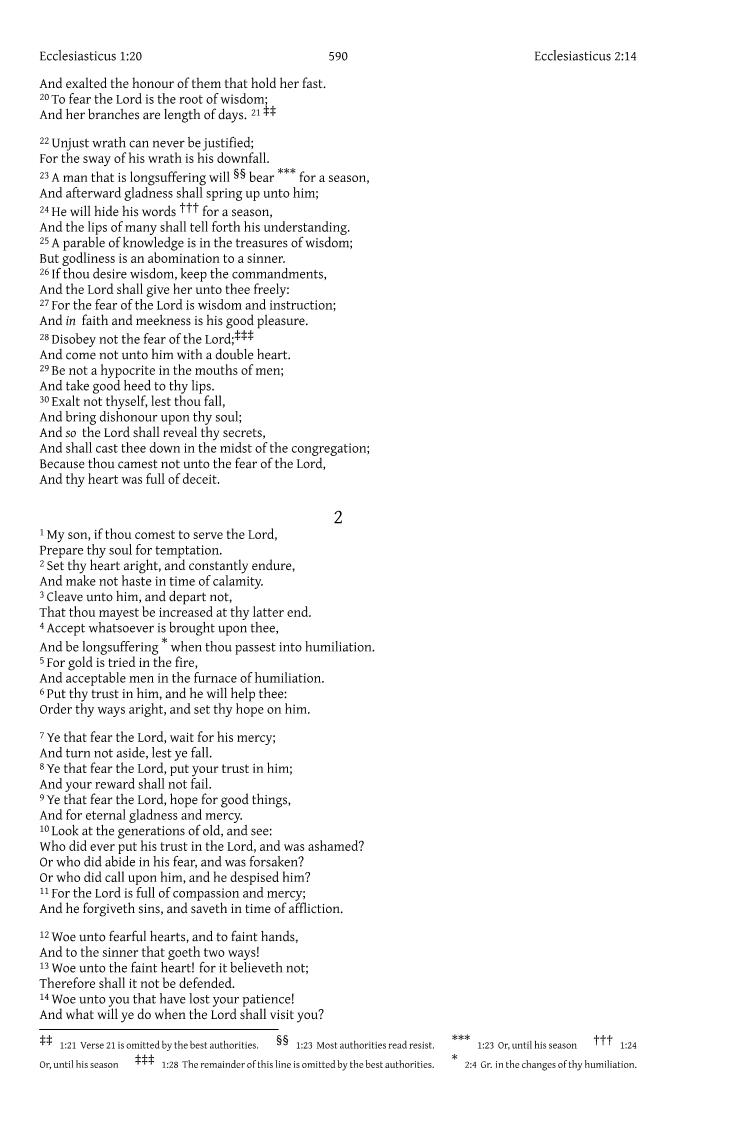 Ecclesiasticus 1:20 590 Ecclesiasticus 2:14
And exalted the honour of them that hold her fast.
20 To fear the Lord is the root of wisdom;
And her branches are length of days. 21 ‡‡
22 Unjust wrath can never be justified;
For the sway of his wrath is his downfall.
23 A man that is longsuffering will §§ bear *** for a season,
And afterward gladness shall spring up unto him;
24 He will hide his words ††† for a season,
And the lips of many shall tell forth his understanding.
25 A parable of knowledge is in the treasures of wisdom;
But godliness is an abomination to a sinner.
26 If thou desire wisdom, keep the commandments,
And the Lord shall give her unto thee freely:
27 For the fear of the Lord is wisdom and instruction;
And in faith and meekness is his good pleasure.
28 Disobey not the fear of the Lord;‡‡‡
And come not unto him with a double heart.
29 Be not a hypocrite in the mouths of men;
And take good heed to thy lips.
30 Exalt not thyself, lest thou fall,
And bring dishonour upon thy soul;
And so the Lord shall reveal thy secrets,
And shall cast thee down in the midst of the congregation;
Because thou camest not unto the fear of the Lord,
And thy heart was full of deceit.
2
1 My son, if thou comest to serve the Lord,
Prepare thy soul for temptation.
2 Set thy heart aright, and constantly endure,
And make not haste in time of calamity.
3 Cleave unto him, and depart not,
That thou mayest be increased at thy latter end.
4 Accept whatsoever is brought upon thee,
And be longsuffering * when thou passest into humiliation.
5 For gold is tried in the fire,
And acceptable men in the furnace of humiliation.
6 Put thy trust in him, and he will help thee:
Order thy ways aright, and set thy hope on him.
7 Ye that fear the Lord, wait for his mercy;
And turn not aside, lest ye fall.
8 Ye that fear the Lord, put your trust in him;
And your reward shall not fail.
9 Ye that fear the Lord, hope for good things,
And for eternal gladness and mercy.
10 Look at the generations of old, and see:
Who did ever put his trust in the Lord, and was ashamed?
Or who did abide in his fear, and was forsaken?
Or who did call upon him, and he despised him?
11 For the Lord is full of compassion and mercy;
And he forgiveth sins, and saveth in time of affliction.
12 Woe unto fearful hearts, and to faint hands,
And to the sinner that goeth two ways!
13 Woe unto the faint heart! for it believeth not;
Therefore shall it not be defended.
14 Woe unto you that have lost your patience!
And what will ye do when the Lord shall visit you?
‡‡ 1:21 Verse 21 is omitted by the best authorities. §§ 1:23 Most authorities read resist. *** 1:23 Or, until his season ††† 1:24
Or, until his season ‡‡‡ 1:28 The remainder of this line is omitted by the best authorities. * 2:4 Gr. in the changes of thy humiliation.